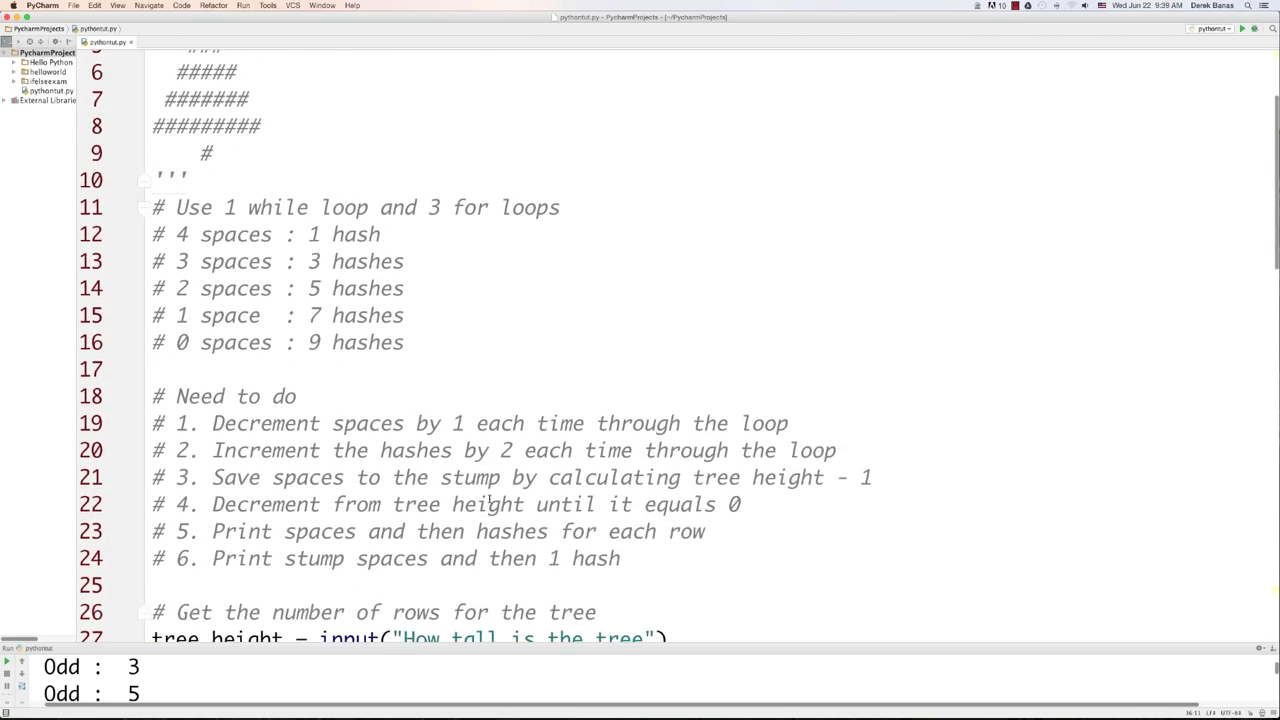 PyCharm File Edit View Navigate Code Refactor Run Tools VCS Window Help 10 Wed Jun 22 9:39 AM Derek Banas
pythontut.py - PycharmProjects - [~/PycharmProjects]
PycharmProjects pythontut.py pythontut
pythontut.py
PycharmProject
Hello Python
helloworld
ifelseexam
pythontut.py
External Librarie
###
6 #####
7 #######
8 #########
9 #
10 '''
11 # Use 1 while loop and 3 for loops
12 # 4 spaces : 1 hash
13 # 3 spaces : 3 hashes
14 # 2 spaces : 5 hashes
15 # 1 space  : 7 hashes
16 # 0 spaces : 9 hashes
17
18 # Need to do
19 # 1. Decrement spaces by 1 each time through the loop
20 # 2. Increment the hashes by 2 each time through the loop
21 # 3. Save spaces to the stump by calculating tree height - 1
22 # 4. Decrement from tree height until it equals 0
23 # 5. Print spaces and then hashes for each row
24 # 6. Print stump spaces and then 1 hash
25
26 # Get the number of rows for the tree
27 tree_height = input("How tall is the tree")
Run pythontut
Odd :  3
Odd :  5
36:11 LF UTF-8